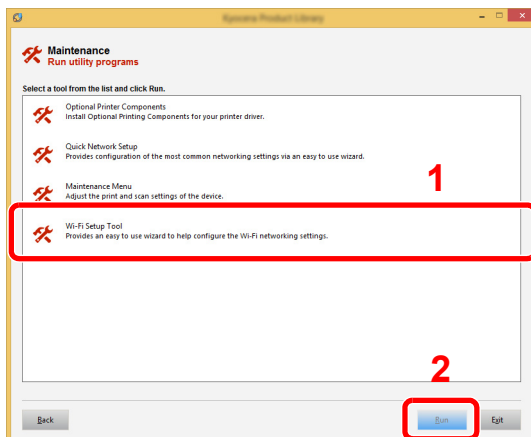 Kyocera Product Library
Maintenance
Run utility programs
Select a tool from the list and click Run.
Optional Printer Components
Install Optional Printing Components for your printer driver.
Quick Network Setup
Provides configuration of the most common networking settings via an easy to use wizard.
1
Maintenance Menu
Adjust the print and scan settings of the device.
Wi-Fi Setup Tool
Provides an easy to use wizard to help configure the Wi-Fi networking settings.
2
Back
Run
Exit